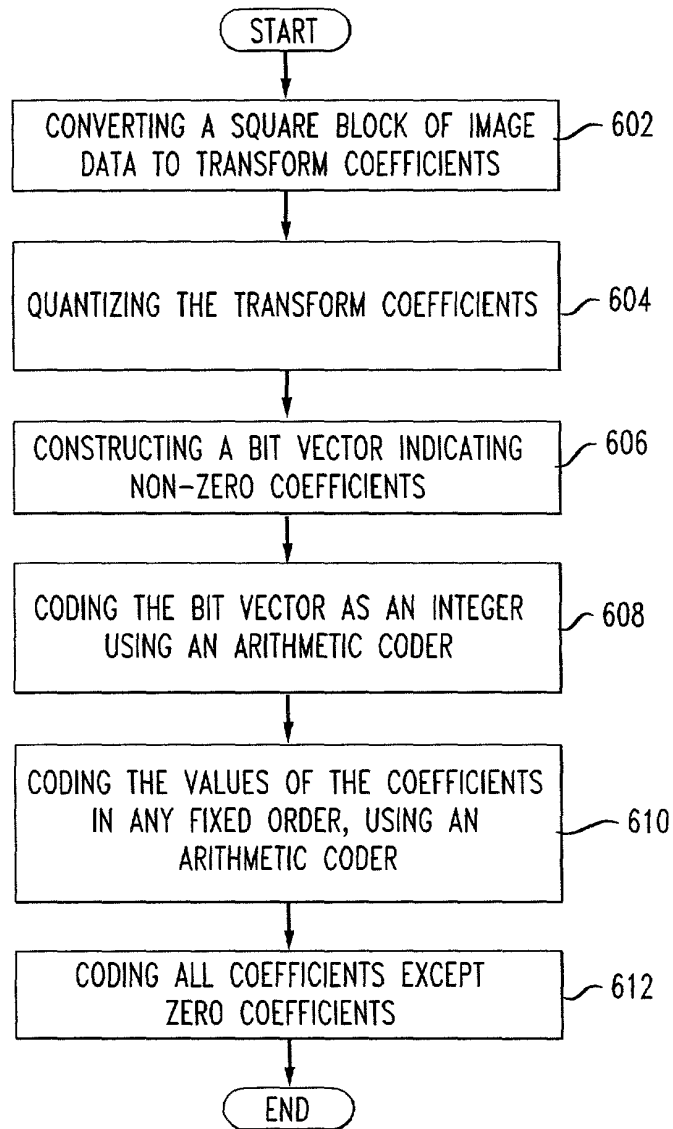 START
CONVERTING A SQUARE BLOCK OF IMAGE
DATA TO TRANSFORM COEFFICIENTS
602
QUANTIZING THE TRANSFORM COEFFICIENTS
604
CONSTRUCTING A BIT VECTOR INDICATING
NON-ZERO COEFFICIENTS
606
CODING THE BIT VECTOR AS AN INTEGER
USING AN ARITHMETIC CODER
608
CODING THE VALUES OF THE COEFFICIENTS
IN ANY FIXED ORDER, USING AN
ARITHMETIC CODER
610
CODING ALL COEFFICIENTS EXCEPT
ZERO COEFFICIENTS
612
END